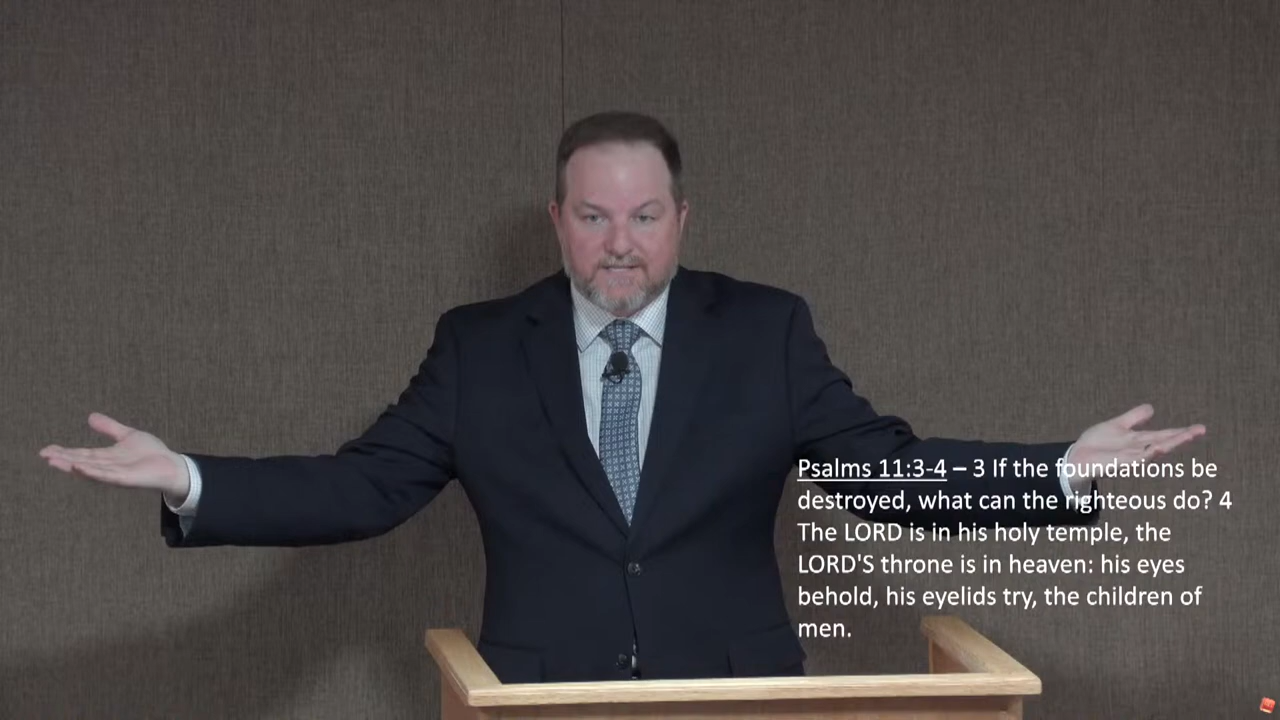 Psalms 11:3-4 – 3 If the foundations be
destroyed, what can the righteous do? 4
The LORD is in his holy temple, the
LORD'S throne is in heaven: his eyes
behold, his eyelids try, the children of
men.